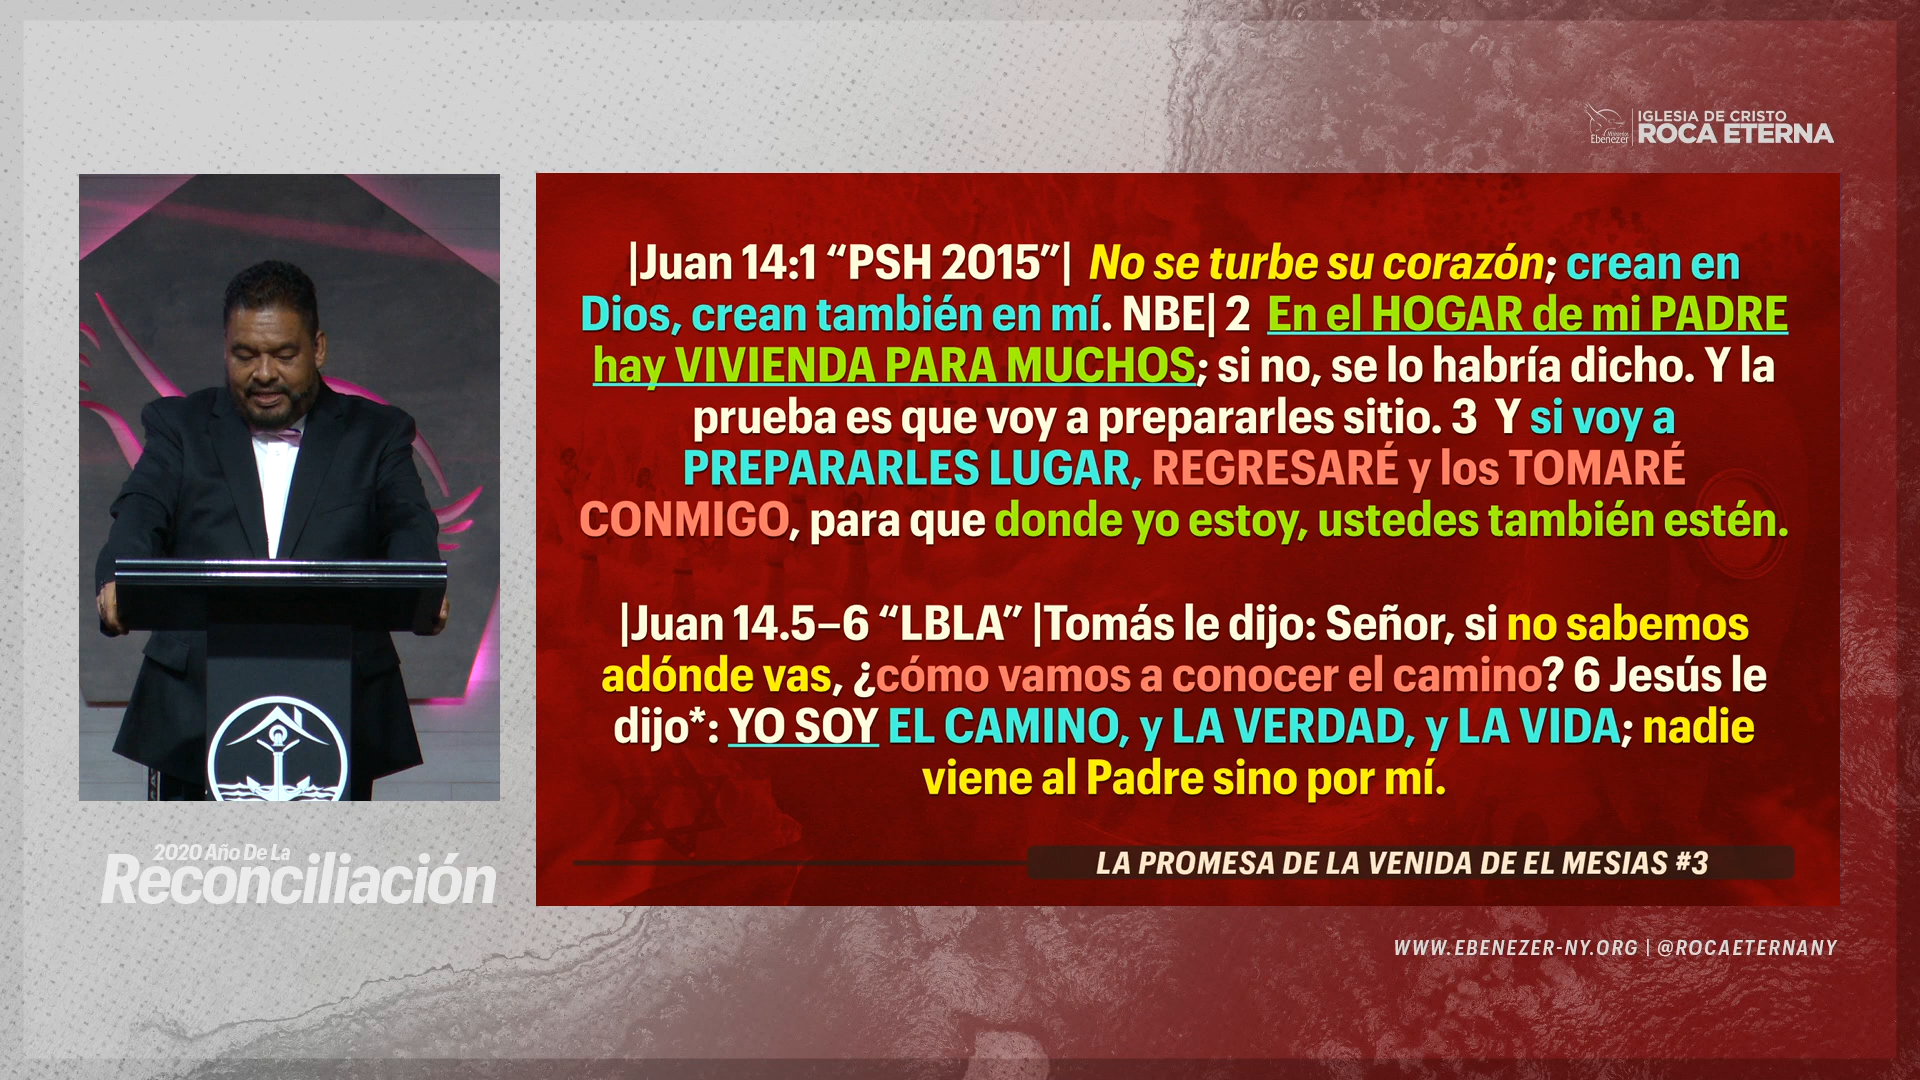 Ministerios
Ebenezer
IGLESIA DE CRISTO
ROCA ETERNA
|Juan 14:1 “PSH 2015”| No se turbe su corazón; crean en
Dios, crean también en mí. NBE| 2 En el HOGAR de mi PADRE
hay VIVIENDA PARA MUCHOS; si no, se lo habría dicho. Y la
prueba es que voy a prepararles sitio. 3 Y si voy a
PREPARARLES LUGAR, REGRESARÉ y los TOMARÉ
CONMIGO, para que donde yo estoy, ustedes también estén.
|Juan 14.5–6 “LBLA” |Tomás le dijo: Señor, si no sabemos
adónde vas, ¿cómo vamos a conocer el camino? 6 Jesús le
dijo*: YO SOY EL CAMINO, y LA VERDAD, y LA VIDA; nadie
viene al Padre sino por mí.
LA PROMESA DE LA VENIDA DE EL MESIAS #3
2020 Año De La
Reconciliación
WWW.EBENEZER-NY.ORG | @ROCAETERNANY